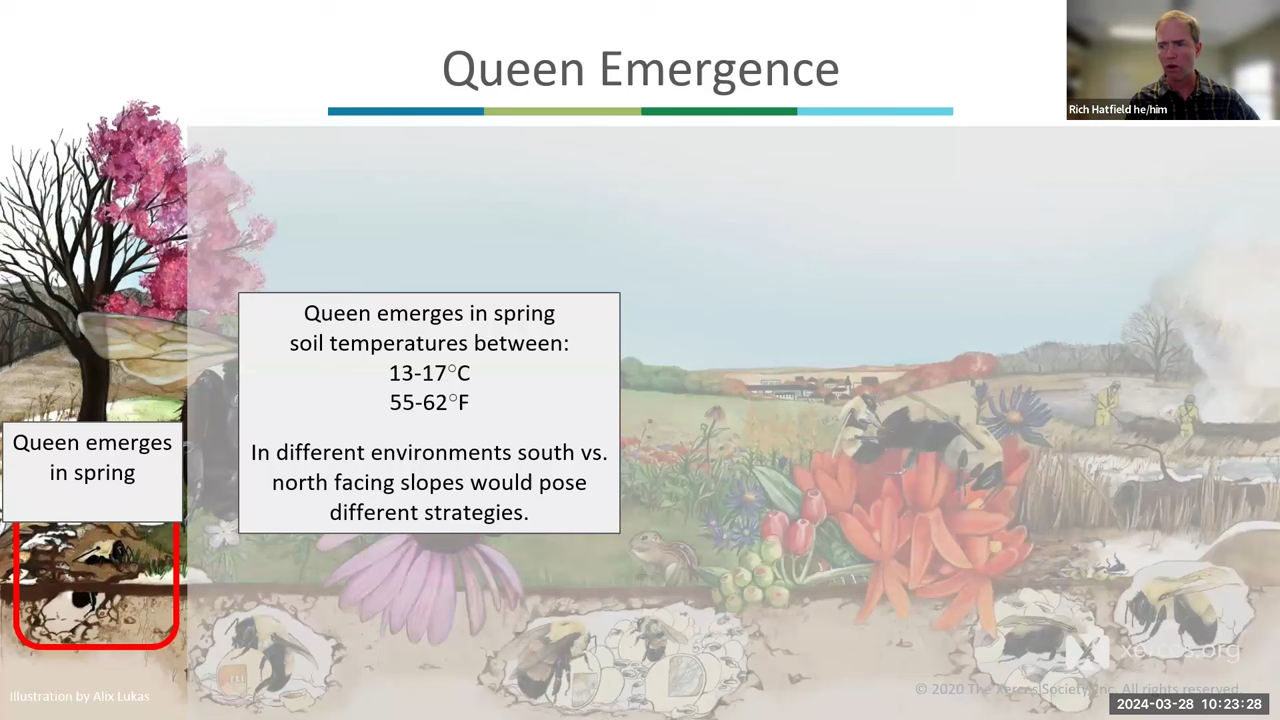 Queen Emergence
Rich Hatfield he/him
Queen emerges in spring
soil temperatures between:
13-17°C
55-62°F
In different environments south vs.
north facing slopes would pose
different strategies.
Queen emerges
in spring
xerces.org
Illustration by Alix Lukas
© 2020 The Xerces Society, Inc. All rights reserved.
2024-03-28 10:23:28